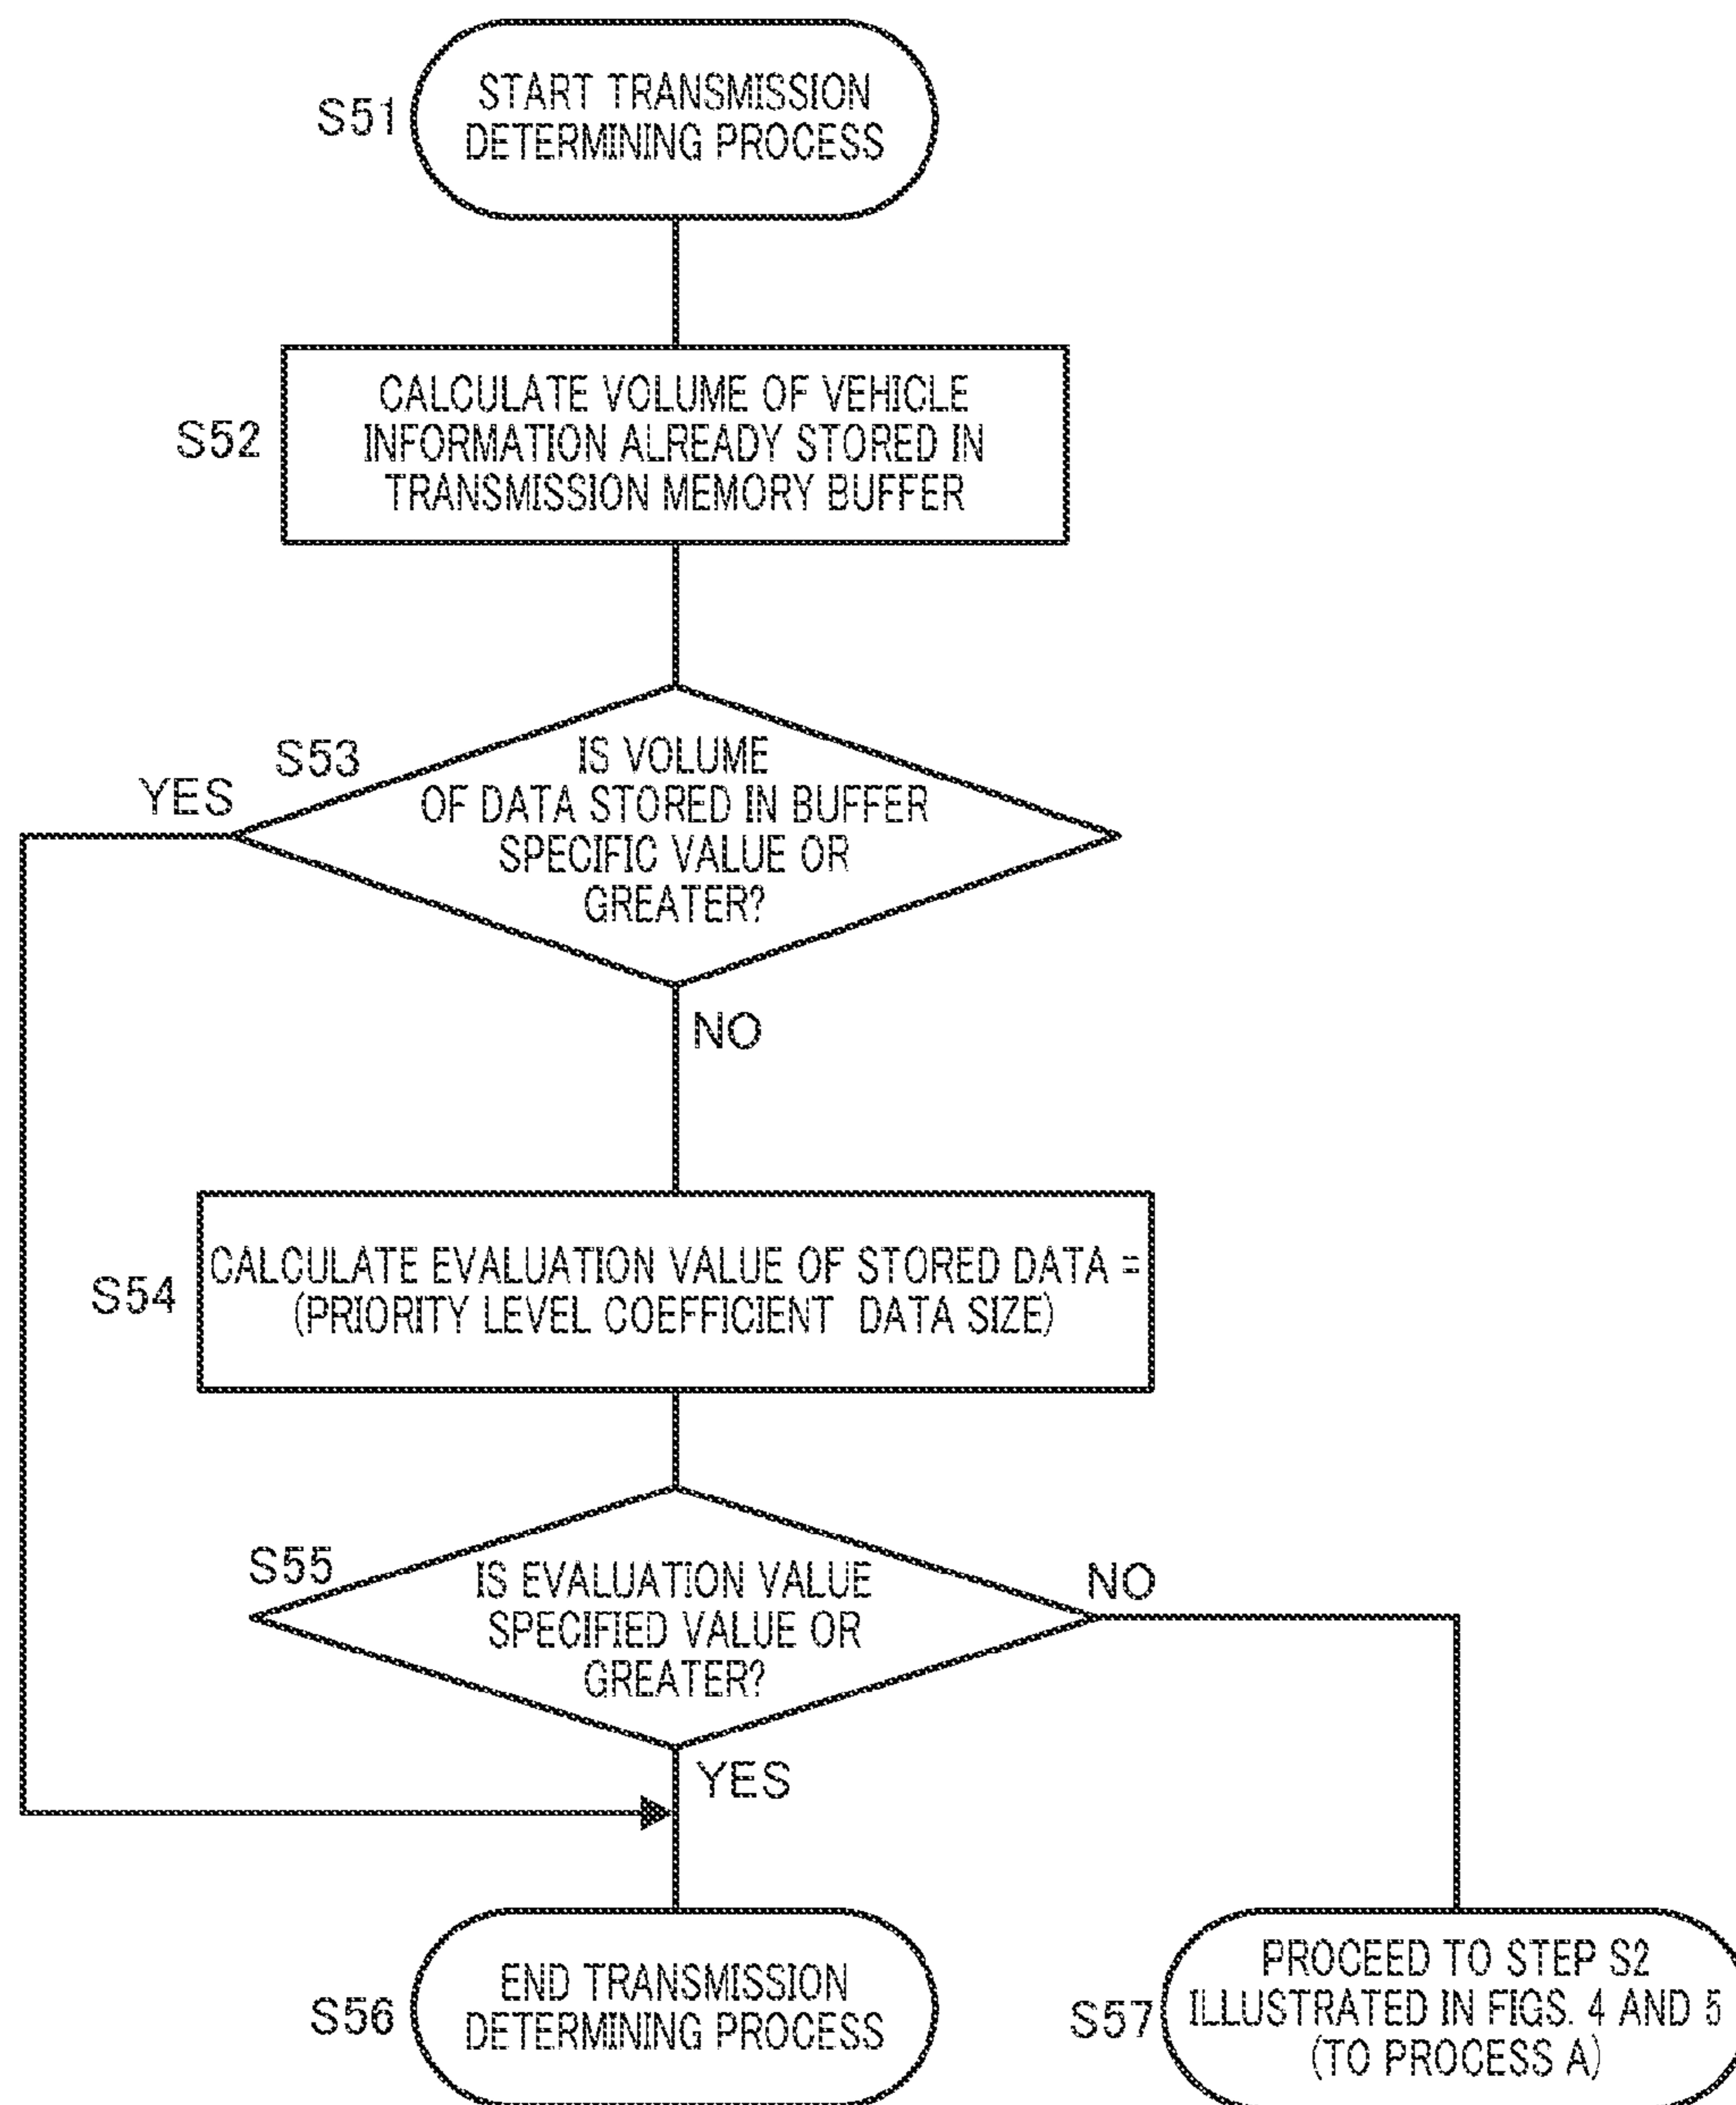 S51
START TRANSMISSION
DETERMINING PROCESS
S52
CALCULATE VOLUME OF VEHICLE
INFORMATION ALREADY STORED IN
TRANSMISSION MEMORY BUFFER
S53
YES
IS VOLUME
OF DATA STORED IN BUFFER
SPECIFIC VALUE OR
GREATER?
NO
S54
CALCULATE EVALUATION VALUE OF STORED DATA =
(PRIORITY LEVEL COEFFICIENT DATA SIZE)
S55
IS EVALUATION VALUE
SPECIFIED VALUE OR
GREATER?
NO
YES
S56
END TRANSMISSION
DETERMINING PROCESS
S57
PROCEED TO STEP S2
ILLUSTRATED IN FIGS. 4 AND 5
(TO PROCESS A)